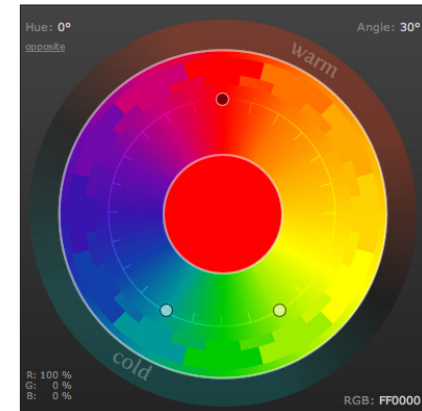 Hue: 0°
Angle: 30°
opposite
warm
cold
R: 100 %
G: 0 %
B: 0 %
RGB: FF0000